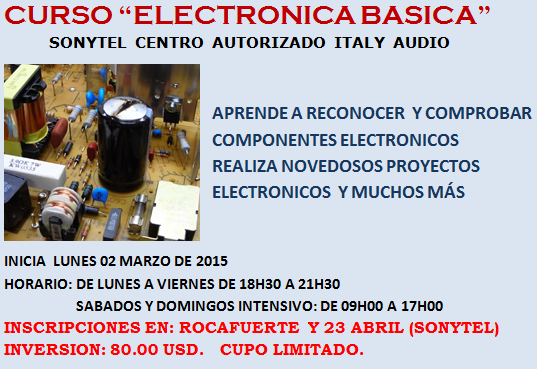 CURSO “ELECTRONICA BASICA”
SONYTEL CENTRO AUTORIZADO ITALY AUDIO
APRENDE A RECONOCER Y COMPROBAR
COMPONENTES ELECTRONICOS
REALIZA NOVEDOSOS PROYECTOS
ELECTRONICOS Y MUCHOS MÁS
INICIA LUNES 02 MARZO DE 2015
HORARIO: DE LUNES A VIERNES DE 18H30 A 21H30
SABADOS Y DOMINGOS INTENSIVO: DE 09H00 A 17H00
INSCRIPCIONES EN: ROCAFUERTE Y 23 ABRIL (SONYTEL)
INVERSION: 80.00 USD. CUPO LIMITADO.